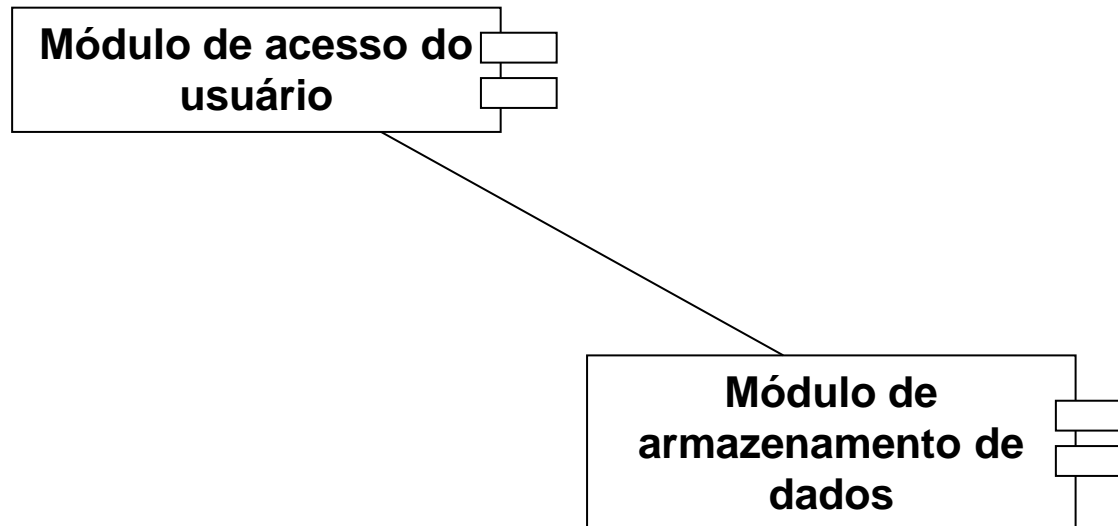 Módulo de acesso do
usuário
Módulo de
armazenamento de
dados